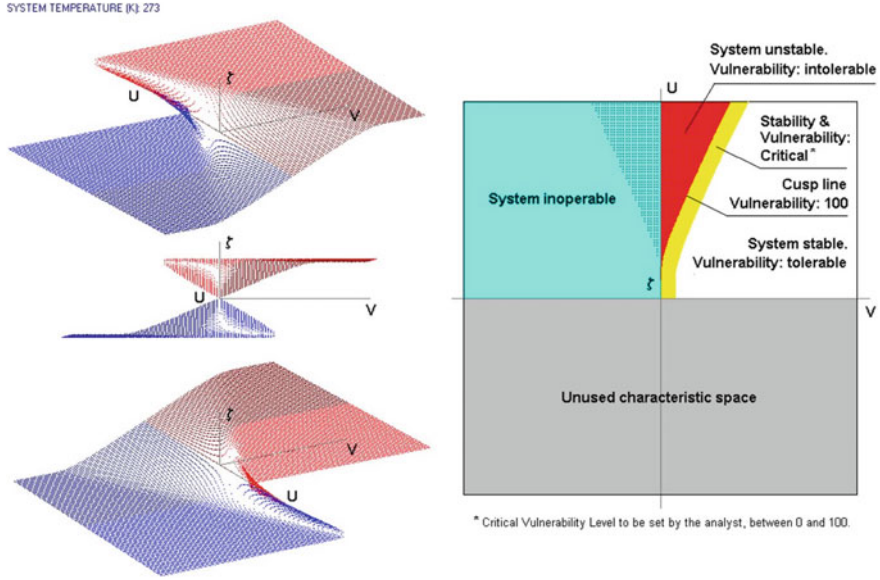 SYSTEM TEMPERATURE (K): 273
ζ
U
V
ζ
U
V
ζ
V
U
System unstable.
Vulnerability: intolerable
U
Stability &
Vulnerability:
Critical *
Cusp line
Vulnerability: 100
System inoperable
System stable.
Vulnerability: tolerable
ζ
V
Unused characteristic space
* Critical Vulnerability Level to be set by the analyst, between 0 and 100.